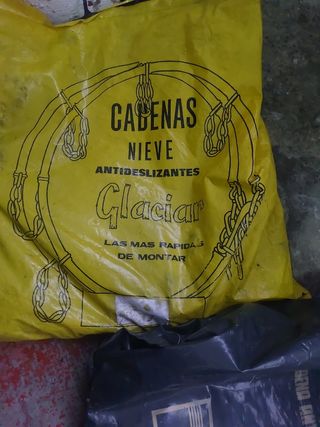 CADENAS
NIEVE
ANTIDESLIZANTES
Glaciar
LAS MAS RAPIDAS
DE MONTAR